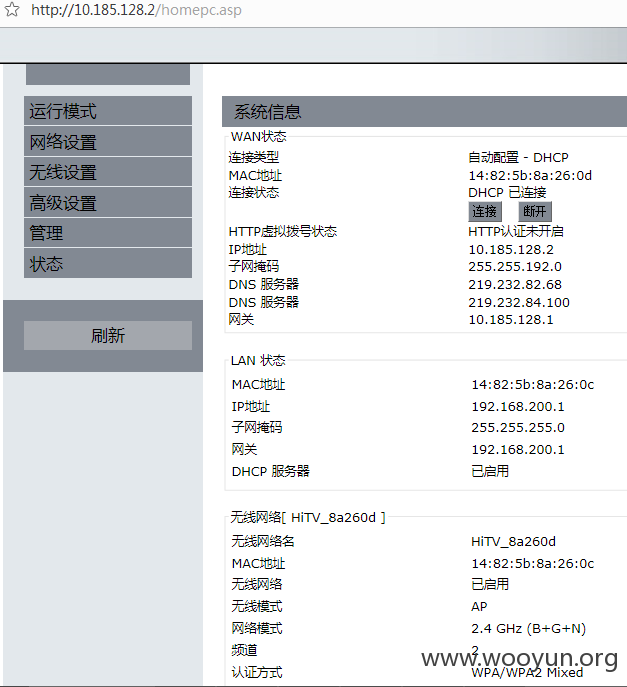 http://10.185.128.2/homepc.asp
运行模式
网络设置
无线设置
高级设置
管理
状态
刷新
系统信息
WAN状态
连接类型 自动配置 - DHCP
MAC地址 14:82:5b:8a:26:0d
连接状态 DHCP 已连接
连接 断开
HTTP虚拟拨号状态 HTTP认证未开启
IP地址 10.185.128.2
子网掩码 255.255.192.0
DNS 服务器 219.232.82.68
DNS 服务器 219.232.84.100
网关 10.185.128.1
LAN 状态
MAC地址 14:82:5b:8a:26:0c
IP地址 192.168.200.1
子网掩码 255.255.255.0
网关 192.168.200.1
DHCP 服务器 已启用
无线网络[ HiTV_8a260d ]
无线网络名 HiTV_8a260d
MAC地址 14:82:5b:8a:26:0c
无线网络 已启用
无线模式 AP
网络模式 2.4 GHz (B+G+N)
频道 2
认证方式 WPA/WPA2 Mixed
www.wooyun.org